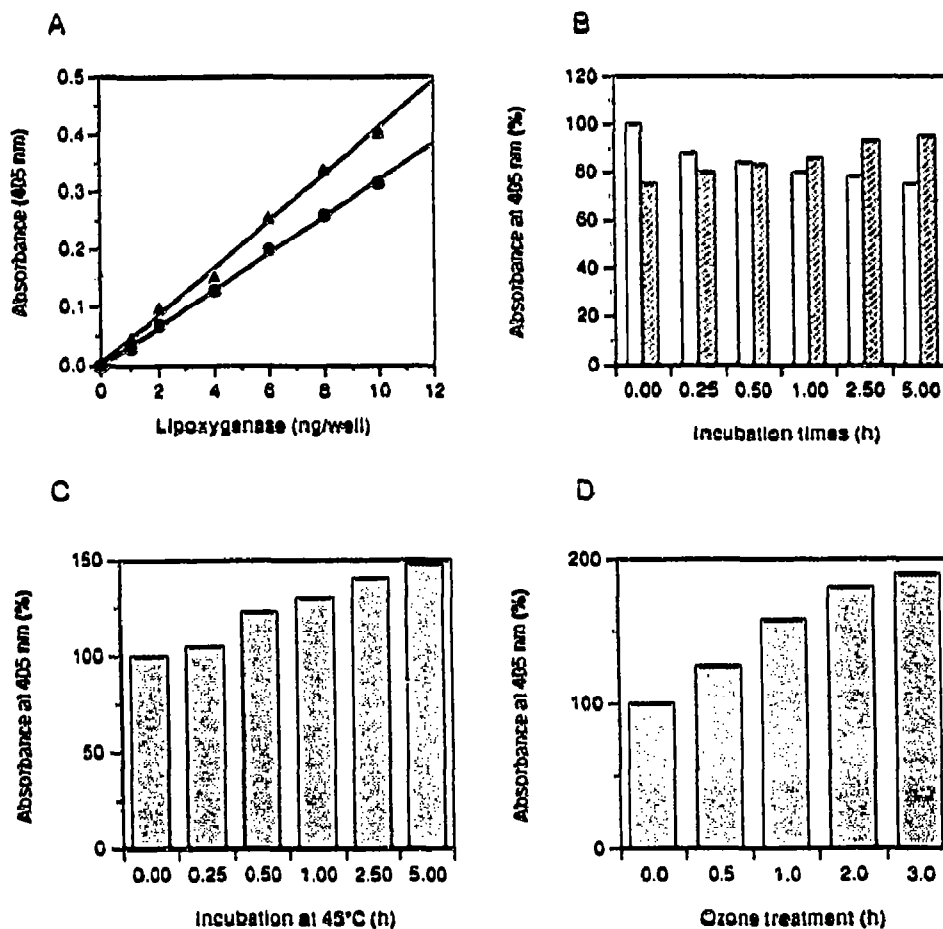 A
0.5
0.4
0.3
0.2
0.1
0.0
Absorbance (405 nm)
0 2 4 6 8 10 12
Lipoxygenase (ng/well)
B
120
100
80
60
40
20
0
Absorbance at 405 nm (%)
0.00 0.25 0.50 1.00 2.50 5.00
Incubation times (h)
C
150
100
50
0
Absorbance at 405 nm (%)
0.00 0.25 0.50 1.00 2.50 5.00
Incubation at 45°C (h)
D
200
100
0
Absorbance at 405 nm (%)
0.0 0.5 1.0 2.0 3.0
Ozone treatment (h)